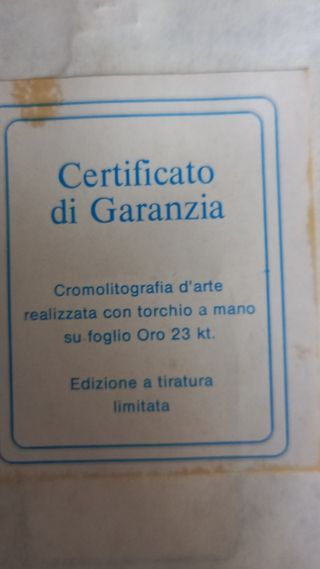 Certificato
di Garanzia
Cromolitografia d'arte
realizzata con torchio a mano
su foglio Oro 23 kt.
Edizione a tiratura
limitata